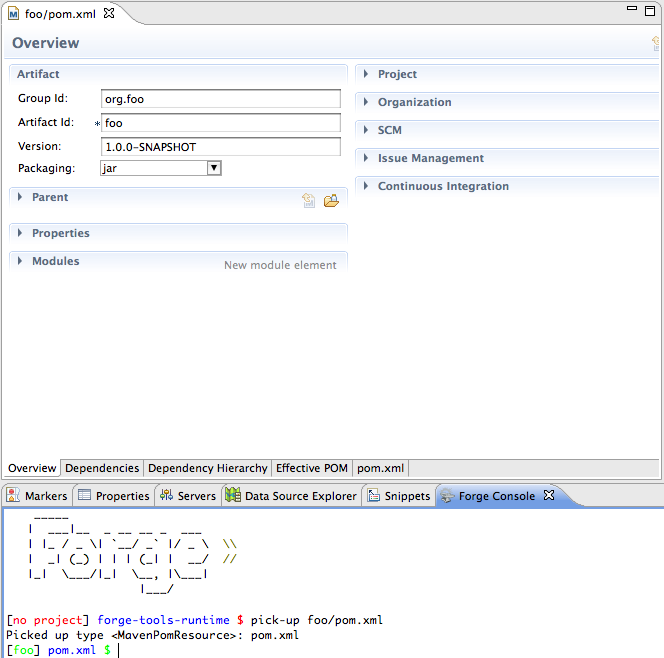 foo/pom.xml
Overview
Artifact
Group Id: org.foo
Artifact Id: * foo
Version: 1.0.0-SNAPSHOT
Packaging: jar
Parent
Properties
Modules New module element
Project
Organization
SCM
Issue Management
Continuous Integration
Overview Dependencies Dependency Hierarchy Effective POM pom.xml
Markers Properties Servers Data Source Explorer Snippets Forge Console
Forge
[no project] forge-tools-runtime $ pick-up foo/pom.xml
Picked up type <MavenPomResource>: pom.xml
[foo] pom.xml $